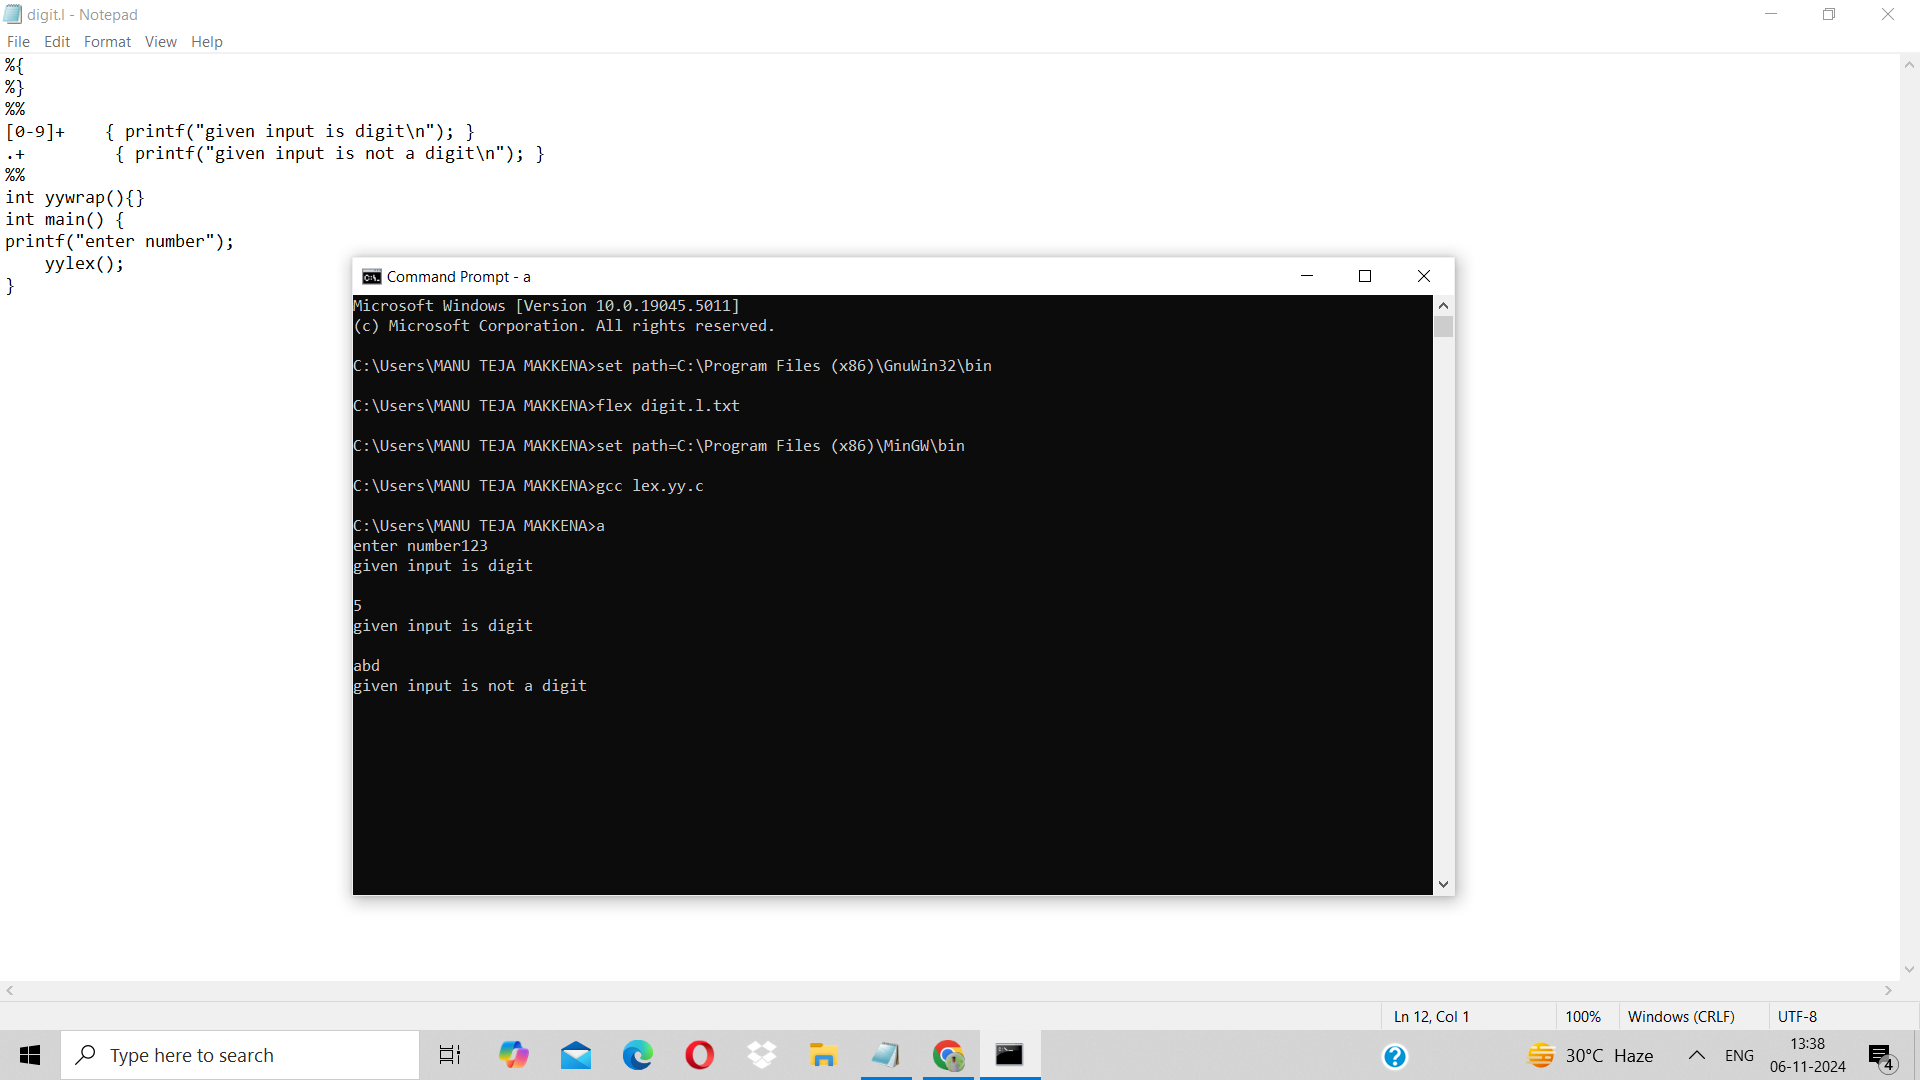 digit.l - Notepad
File Edit Format View Help
%{
%}
%%
[0-9]+    { printf("given input is digit\n"); }
.+         { printf("given input is not a digit\n"); }
%%
int yywrap(){}
int main() {
printf("enter number");
    yylex();
}
Command Prompt - a
Microsoft Windows [Version 10.0.19045.5011]
(c) Microsoft Corporation. All rights reserved.
C:\Users\MANU TEJA MAKKENA>set path=C:\Program Files (x86)\GnuWin32\bin
C:\Users\MANU TEJA MAKKENA>flex digit.l.txt
C:\Users\MANU TEJA MAKKENA>set path=C:\Program Files (x86)\MinGW\bin
C:\Users\MANU TEJA MAKKENA>gcc lex.yy.c
C:\Users\MANU TEJA MAKKENA>a
enter number123
given input is digit
5
given input is digit
abd
given input is not a digit
Ln 12, Col 1 100% Windows (CRLF) UTF-8
Type here to search
30°C Haze
ENG
13:38
06-11-2024
4